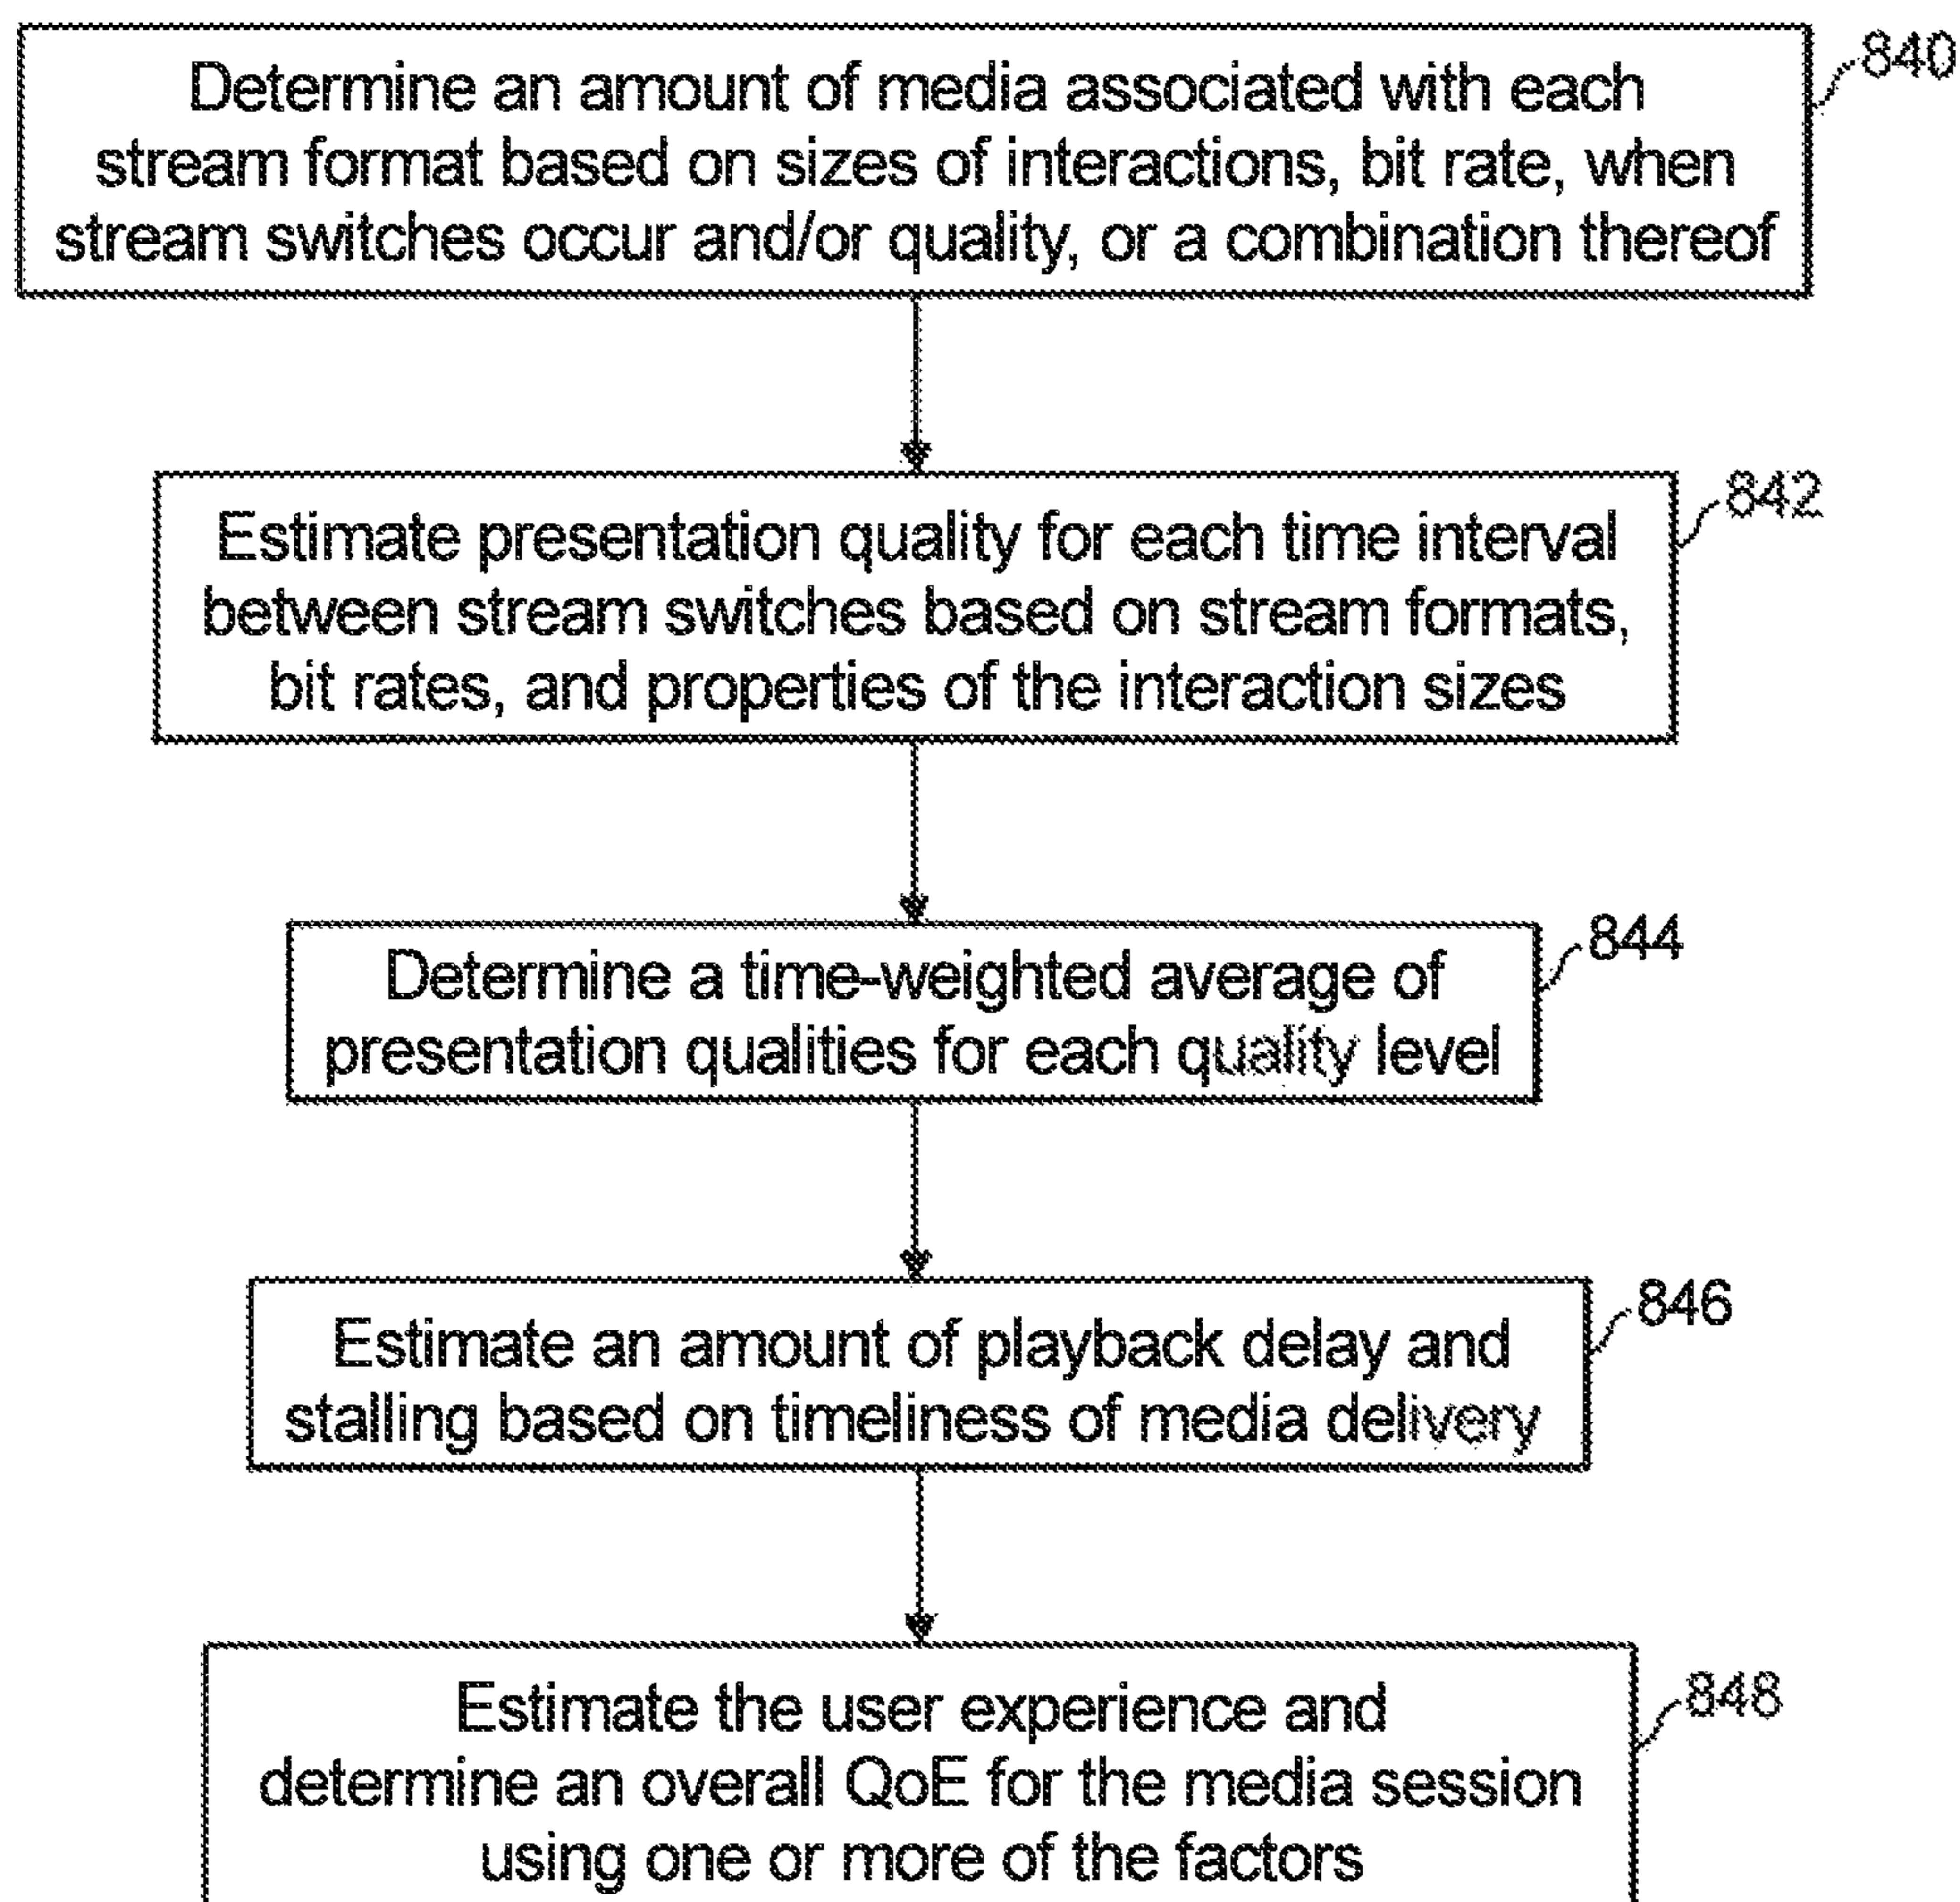 Determine an amount of media associated with each
stream format based on sizes of interactions, bit rate, when
stream switches occur and/or quality, or a combination thereof
840
Estimate presentation quality for each time interval
between stream switches based on stream formats,
bit rates, and properties of the interaction sizes
842
Determine a time-weighted average of
presentation qualities for each quality level
844
Estimate an amount of playback delay and
stalling based on timeliness of media delivery
846
Estimate the user experience and
determine an overall QoE for the media session
using one or more of the factors
848